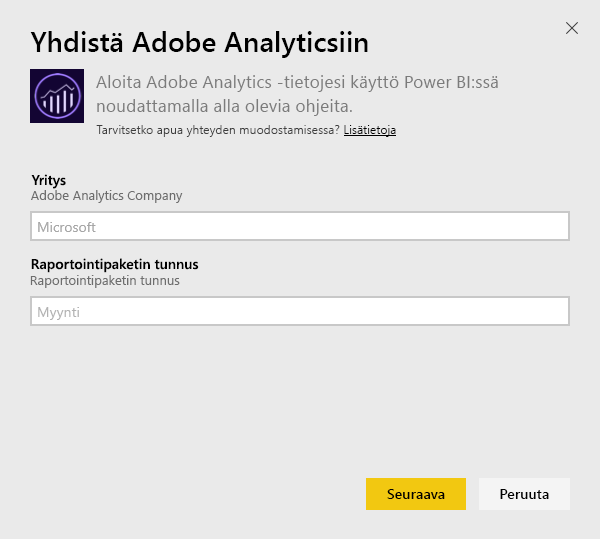 Yhdistä Adobe Analyticsiin
Aloita Adobe Analytics -tietojesi käyttö Power BI:ssä
noudattamalla alla olevia ohjeita.
Tarvitsetko apua yhteyden muodostamisessa? Lisätietoja
Yritys
Adobe Analytics Company
Microsoft
Raportointipaketin tunnus
Raportointipaketin tunnus
Myynti
Seuraava
Peruuta